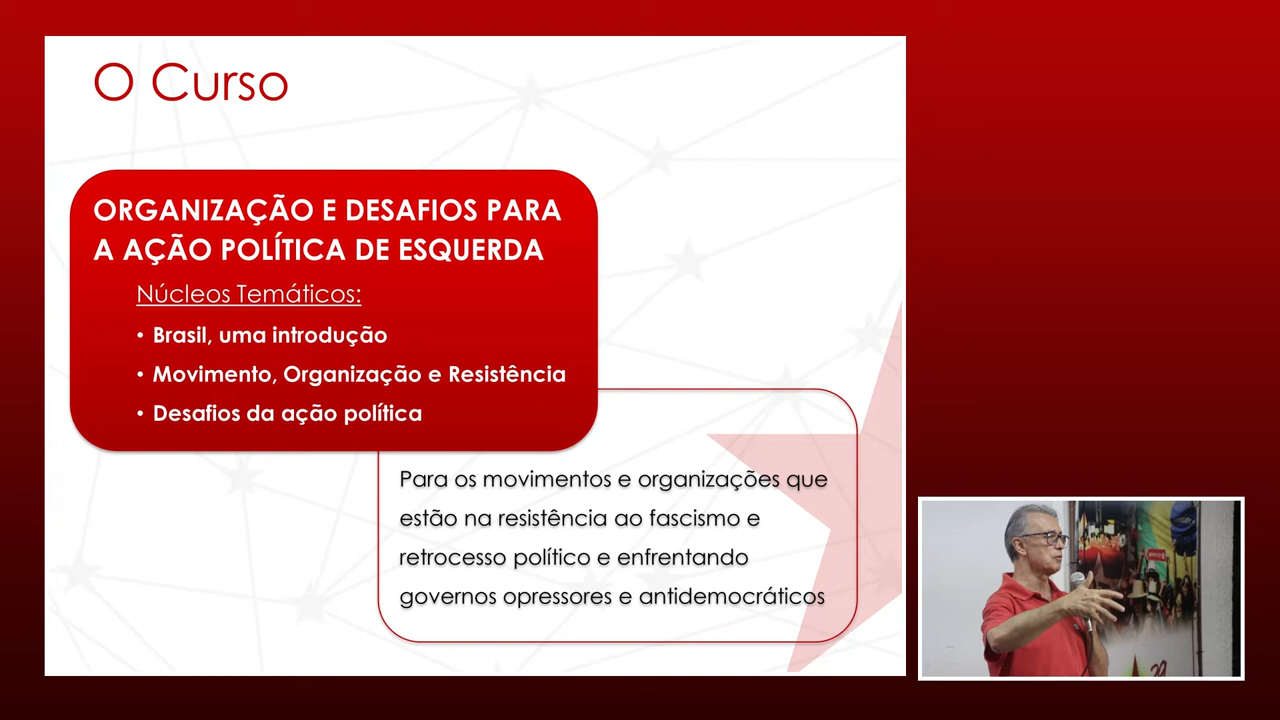 O Curso
ORGANIZAÇÃO E DESAFIOS PARA
A AÇÃO POLÍTICA DE ESQUERDA
Núcleos Temáticos:
• Brasil, uma introdução
• Movimento, Organização e Resistência
• Desafios da ação política
Para os movimentos e organizações que
estão na resistência ao fascismo e
retrocesso político e enfrentando
governos opressores e antidemocráticos